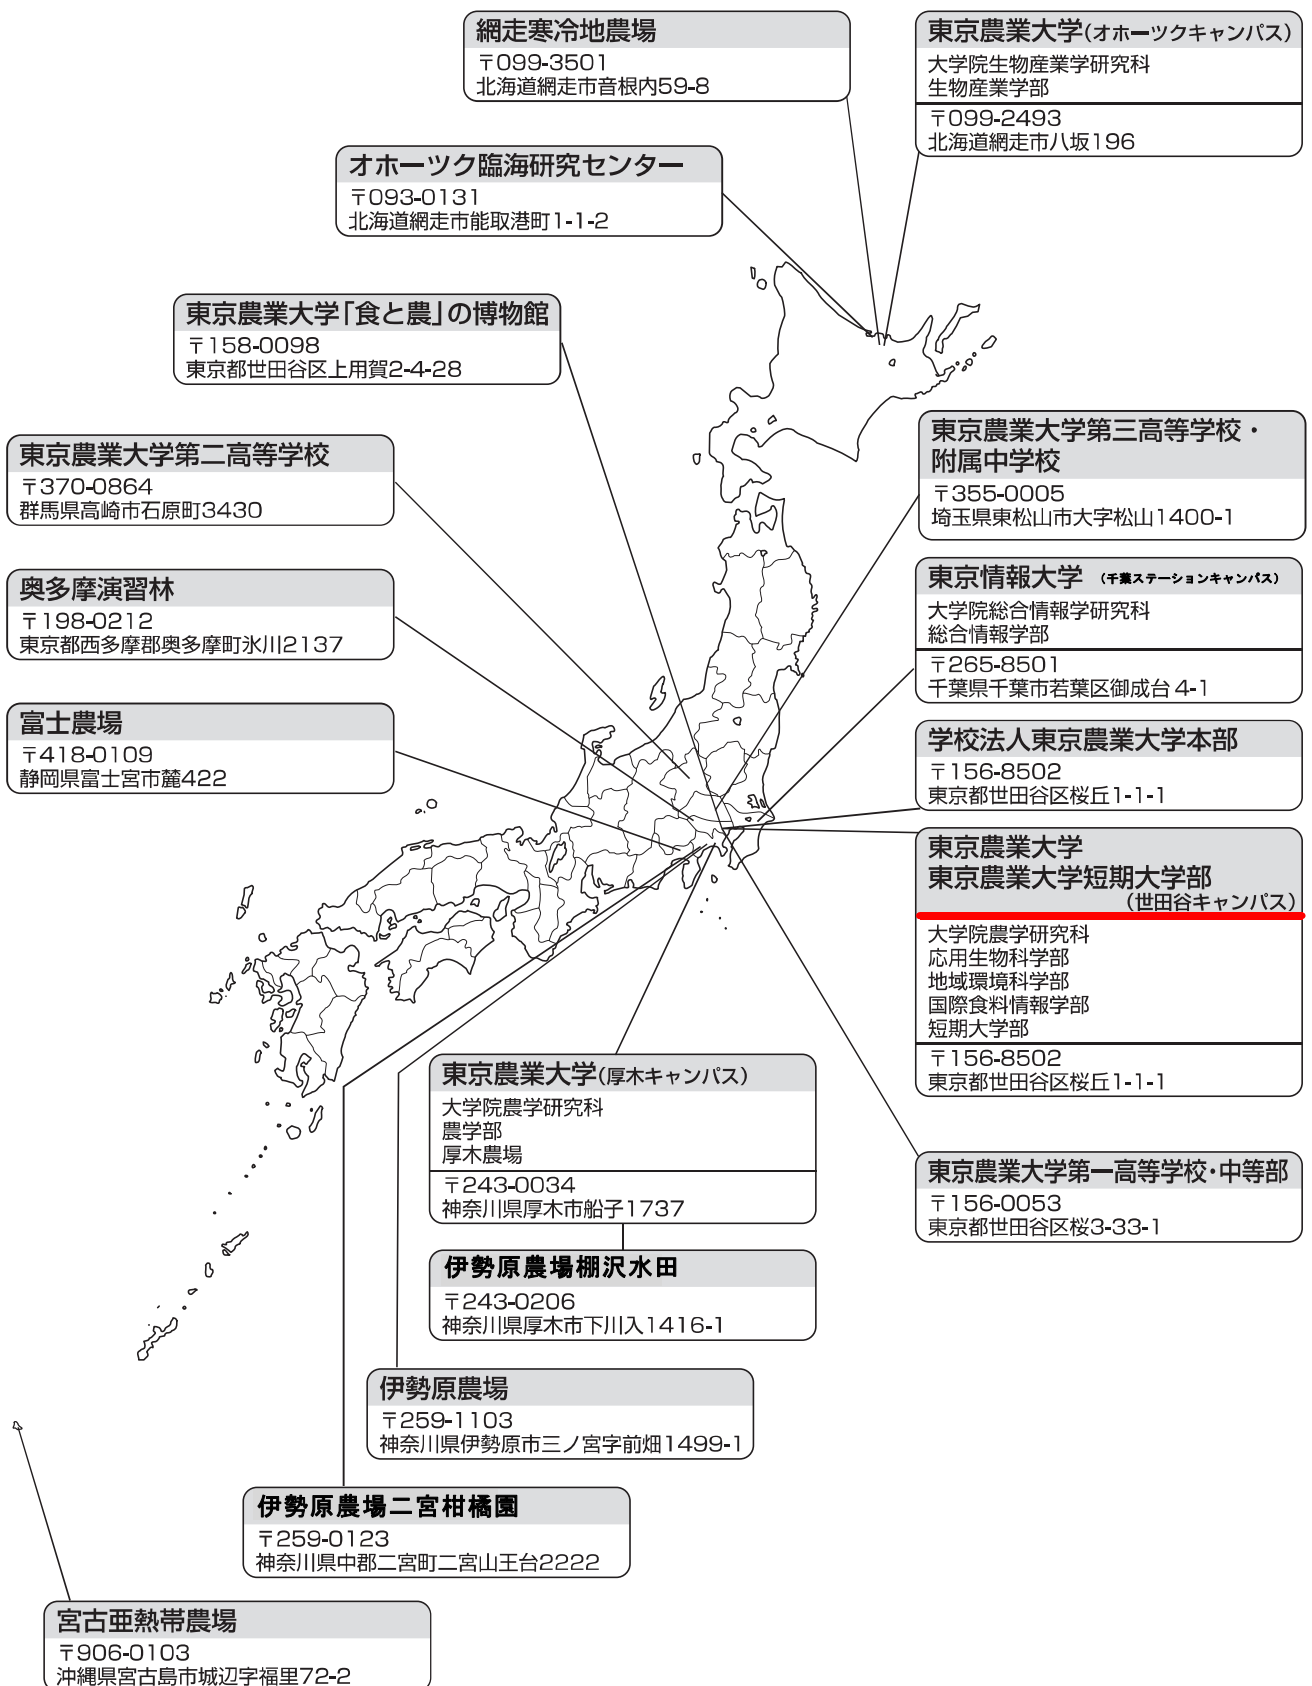 網走寒冷地農場
〒099-3501
北海道網走市音根内59-8
東京農業大学(オホーツクキャンパス)
大学院生物産業学研究科
生物産業学部
〒099-2493
北海道網走市八坂196
オホーツク臨海研究センター
〒093-0131
北海道網走市能取港町1-1-2
東京農業大学「食と農」の博物館
〒158-0098
東京都世田谷区上用賀2-4-28
東京農業大学第二高等学校
〒370-0864
群馬県高崎市石原町3430
東京農業大学第三高等学校・
附属中学校
〒355-0005
埼玉県東松山市大字松山1400-1
奥多摩演習林
〒198-0212
東京都西多摩郡奥多摩町氷川2137
東京情報大学 (千葉ステーションキャンパス)
大学院総合情報学研究科
総合情報学部
〒265-8501
千葉県千葉市若葉区御成台 4-1
富士農場
〒418-0109
静岡県富士宮市麓422
学校法人東京農業大学本部
〒156-8502
東京都世田谷区桜丘1-1-1
東京農業大学
東京農業大学短期大学部
(世田谷キャンパス)
大学院農学研究科
応用生物科学部
地域環境科学部
国際食料情報学部
短期大学部
〒156-8502
東京都世田谷区桜丘1-1-1
東京農業大学(厚木キャンパス)
大学院農学研究科
農学部
厚木農場
〒243-0034
神奈川県厚木市船子1737
東京農業大学第一高等学校・中等部
〒156-0053
東京都世田谷区桜3-33-1
伊勢原農場棚沢水田
〒243-0206
神奈川県厚木市下川入1416-1
伊勢原農場
〒259-1103
神奈川県伊勢原市三ノ宮字前畑1499-1
伊勢原農場二宮柑橘園
〒259-0123
神奈川県中郡二宮町二宮山王台2222
宮古亜熱帯農場
〒906-0103
沖縄県宮古島市城辺字福里72-2